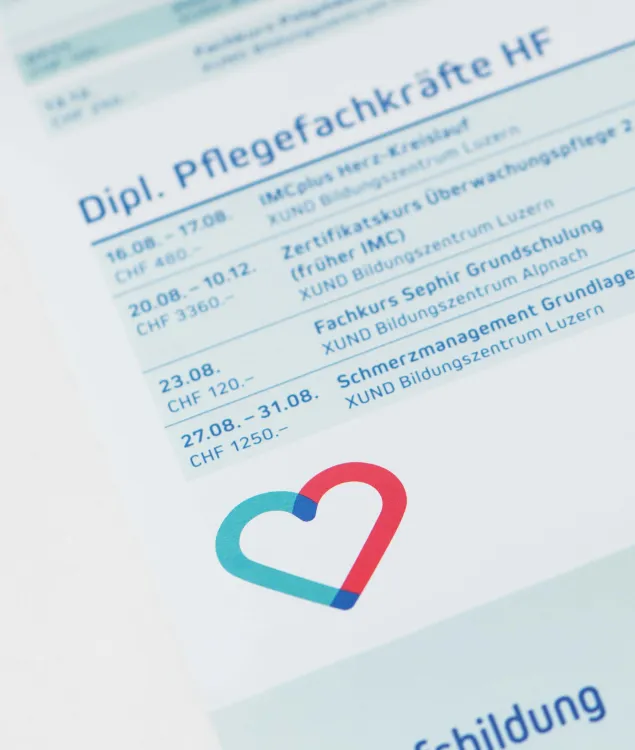 Dipl. Pflegefachkräfte HF
16.08. – 17.08. IMCplus Herz-Kreislauf
CHF 480.– XUND Bildungszentrum Luzern
20.08. – 10.12. Zertifikatskurs Überwachungspflege 2
CHF 3360.– (früher IMC)
XUND Bildungszentrum Luzern
23.08. Fachkurs Sephir Grundschulung
CHF 120.– XUND Bildungszentrum Alpnach
27.08. – 31.08. Schmerzmanagement Grundlage
CHF 1250.– XUND Bildungszentrum Luzern
fsbildung